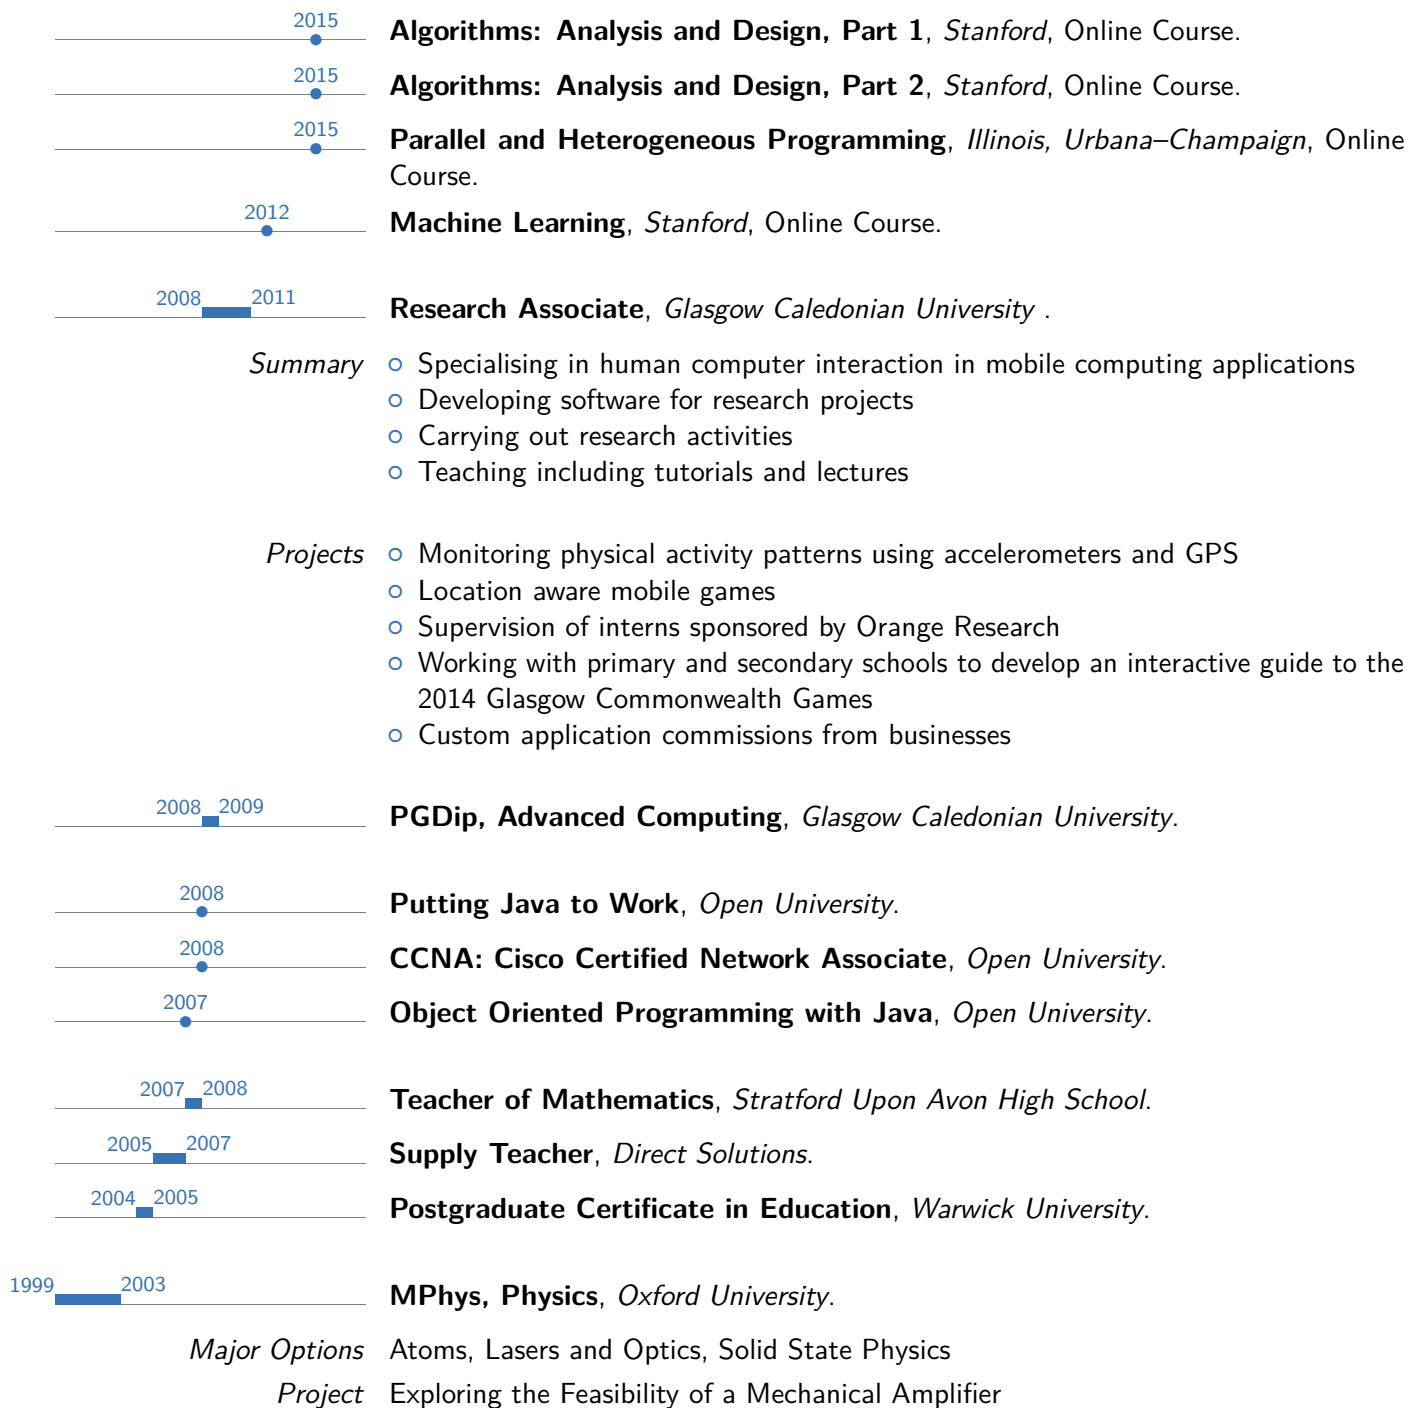 2015
Algorithms: Analysis and Design, Part 1, Stanford, Online Course.
2015
Algorithms: Analysis and Design, Part 2, Stanford, Online Course.
2015
Parallel and Heterogeneous Programming, Illinois, Urbana–Champaign, Online
Course.
2012
Machine Learning, Stanford, Online Course.
2008 2011
Research Associate, Glasgow Caledonian University .
Summary Specialising in human computer interaction in mobile computing applications
Developing software for research projects
Carrying out research activities
Teaching including tutorials and lectures
Projects Monitoring physical activity patterns using accelerometers and GPS
Location aware mobile games
Supervision of interns sponsored by Orange Research
Working with primary and secondary schools to develop an interactive guide to the
2014 Glasgow Commonwealth Games
Custom application commissions from businesses
2008 2009
PGDip, Advanced Computing, Glasgow Caledonian University.
2008
Putting Java to Work, Open University.
2008
CCNA: Cisco Certified Network Associate, Open University.
2007
Object Oriented Programming with Java, Open University.
2007 2008
Teacher of Mathematics, Stratford Upon Avon High School.
2005 2007
Supply Teacher, Direct Solutions.
2004 2005
Postgraduate Certificate in Education, Warwick University.
1999 2003
MPhys, Physics, Oxford University.
Major Options Atoms, Lasers and Optics, Solid State Physics
Project Exploring the Feasibility of a Mechanical Amplifier